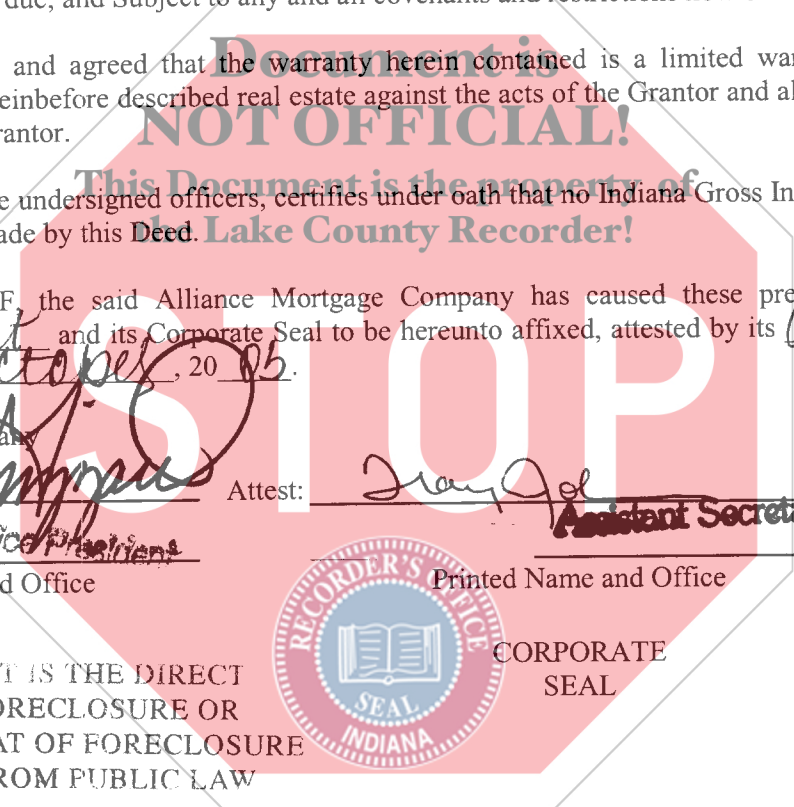 due, and Subject to any and all covenants and restrictions
Document is
and agreed that the warranty herein contained is a limited war
einbefore described real estate against the acts of the Grantor and al
NOT OFFICIAL!
rantor.
This Document is the property of
e undersigned officers, certifies under oath that no Indiana Gross In
the Lake County Recorder!
ade by this Deed.
F, the said Alliance Mortgage Company has caused these pre
and its Corporate Seal to be hereunto affixed, attested by its
ctober, 20 05.
STOP
any
Attest:
Assistant Secreta
Vice President
d Office
Printed Name and Office
RECORDER'S OFFICE
SEAL
INDIANA
CORPORATE
SEAL
T IS THE DIRECT
ORECLOSURE OR
AT OF FORECLOSURE
ROM PUBLIC LAW